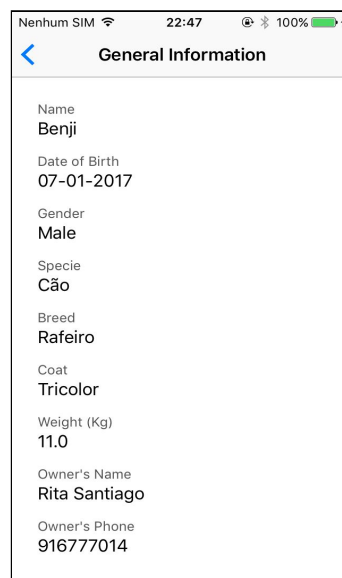 Nenhum SIM 22:47 100%
General Information
Name
Benji
Date of Birth
07-01-2017
Gender
Male
Specie
Cão
Breed
Rafeiro
Coat
Tricolor
Weight (Kg)
11.0
Owner's Name
Rita Santiago
Owner's Phone
916777014